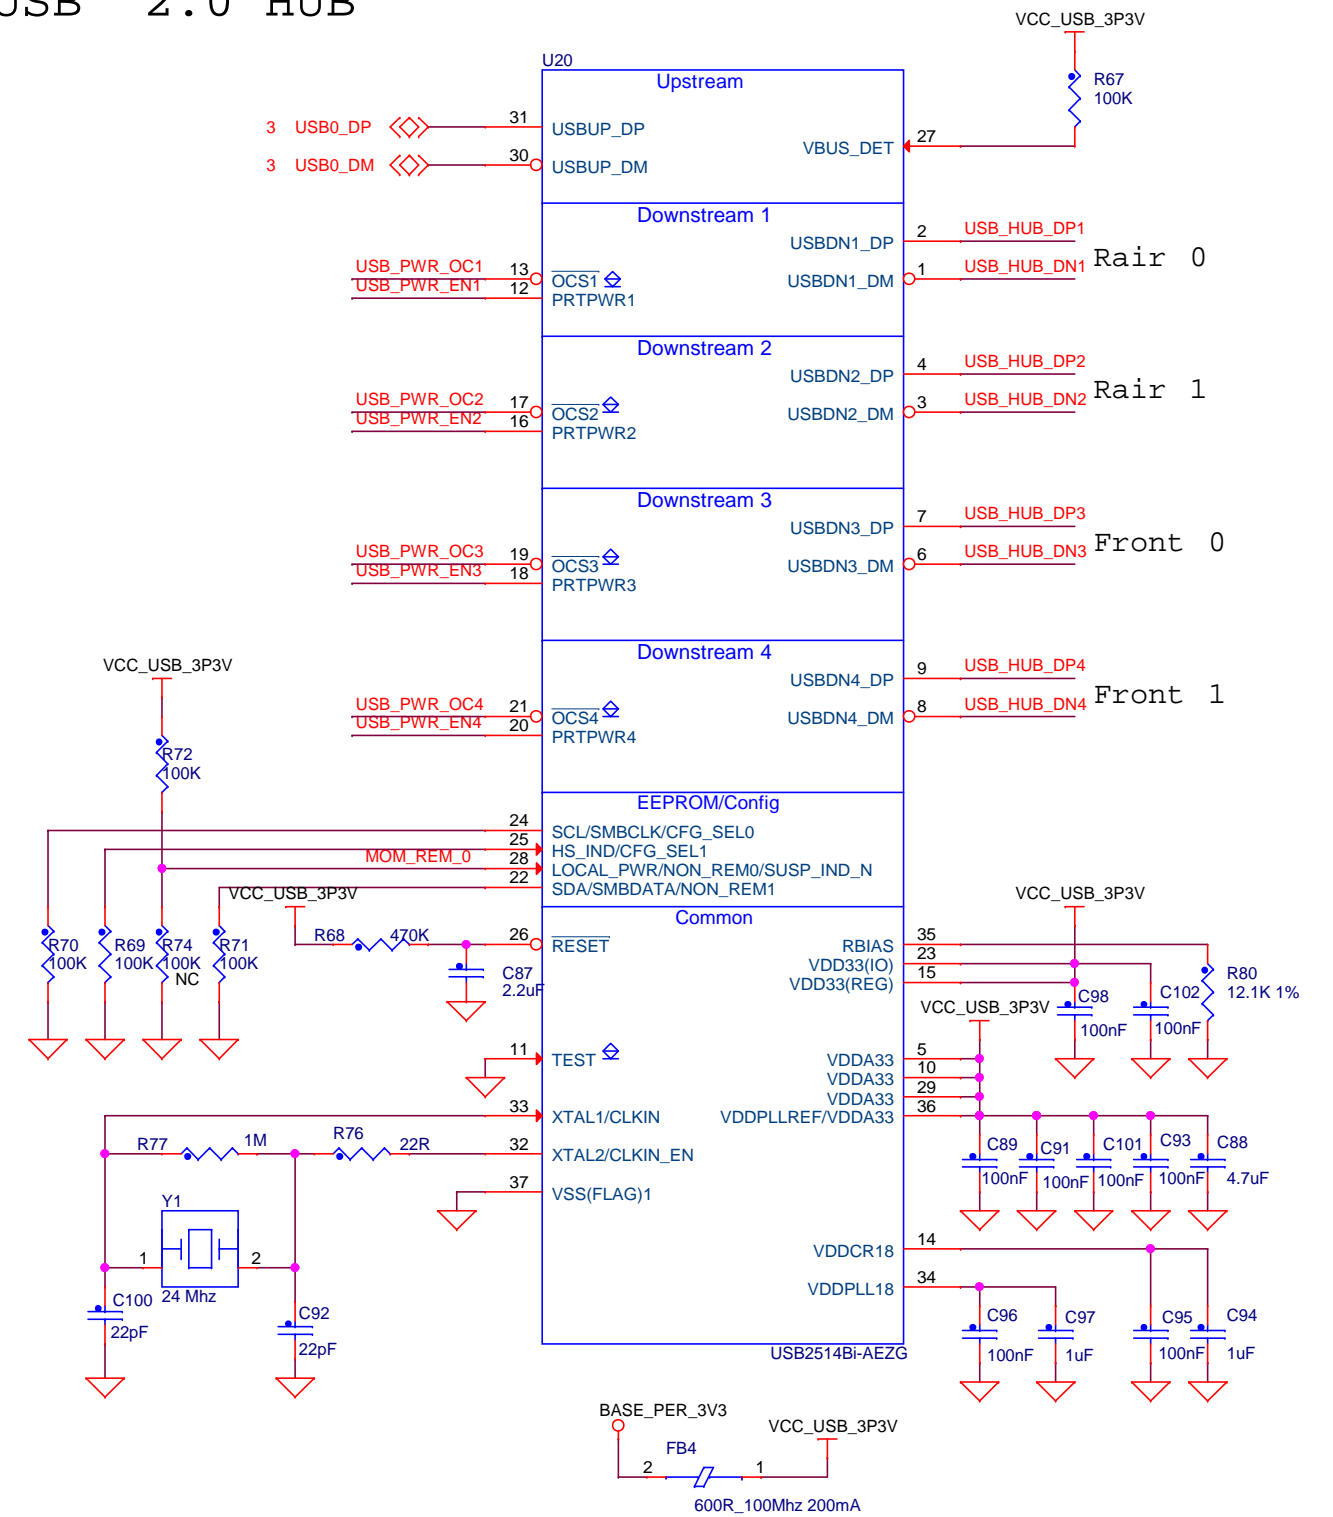 USB 2.0 HUB
VCC_USB_3P3V
U20
Upstream
R67
100K
3 USB0_DP
31
USBUP_DP
VBUS_DET
27
3 USB0_DM
30
USBUP_DM
Downstream 1
USBDN1_DP
2
USB_HUB_DP1
Rair 0
USB_PWR_OC1
13
OCS1
USBDN1_DM
1
USB_HUB_DN1
USB_PWR_EN1
12
PRTPWR1
Downstream 2
USBDN2_DP
4
USB_HUB_DP2
Rair 1
USB_PWR_OC2
17
OCS2
USBDN2_DM
3
USB_HUB_DN2
USB_PWR_EN2
16
PRTPWR2
Downstream 3
USBDN3_DP
7
USB_HUB_DP3
Front 0
USB_PWR_OC3
19
OCS3
USBDN3_DM
6
USB_HUB_DN3
USB_PWR_EN3
18
PRTPWR3
Downstream 4
USBDN4_DP
9
USB_HUB_DP4
Front 1
USB_PWR_OC4
21
OCS4
USBDN4_DM
8
USB_HUB_DN4
USB_PWR_EN4
20
PRTPWR4
VCC_USB_3P3V
R72
100K
EEPROM/Config
24
SCL/SMBCLK/CFG_SEL0
25
HS_IND/CFG_SEL1
MOM_REM_0
28
LOCAL_PWR/NON_REM0/SUSP_IND_N
22
SDA/SMBDATA/NON_REM1
VCC_USB_3P3V
VCC_USB_3P3V
Common
R70
100K
R69
100K
R74
100K
NC
R71
100K
R68
470K
26
RESET
C87
2.2uF
RBIAS
35
VDD33(IO)
23
VDD33(REG)
15
R80
12.1K 1%
C98
100nF
C102
100nF
VCC_USB_3P3V
11
TEST
VDDA33
5
VDDA33
10
VDDA33
29
VDDPLLREF/VDDA33
36
33
XTAL1/CLKIN
R77
1M
R76
22R
32
XTAL2/CLKIN_EN
37
VSS(FLAG)1
C89
100nF
C91
100nF
C101
100nF
C93
100nF
C88
4.7uF
Y1
1
2
24 Mhz
C100
22pF
C92
22pF
VDDCR18
14
VDDPLL18
34
C96
100nF
C97
1uF
C95
100nF
C94
1uF
USB2514Bi-AEZG
BASE_PER_3V3
VCC_USB_3P3V
FB4
2
1
600R_100Mhz 200mA